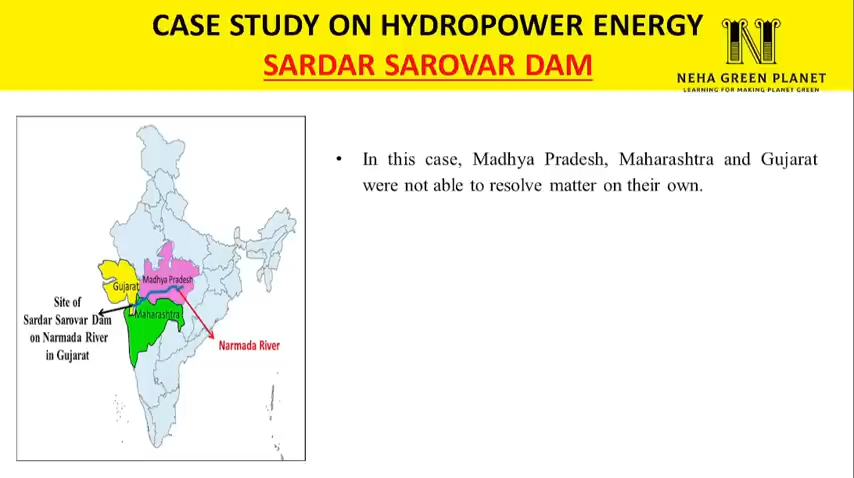 CASE STUDY ON HYDROPOWER ENERGY
SARDAR SAROVAR DAM
N
NEHA GREEN PLANET
LEARNING FOR MAKING PLANET GREEN
• In this case, Madhya Pradesh, Maharashtra and Gujarat
were not able to resolve matter on their own.
Gujarat
Madhya Pradesh
Maharashtra
Site of
Sardar Sarovar Dam
on Narmada River
in Gujarat
Narmada River